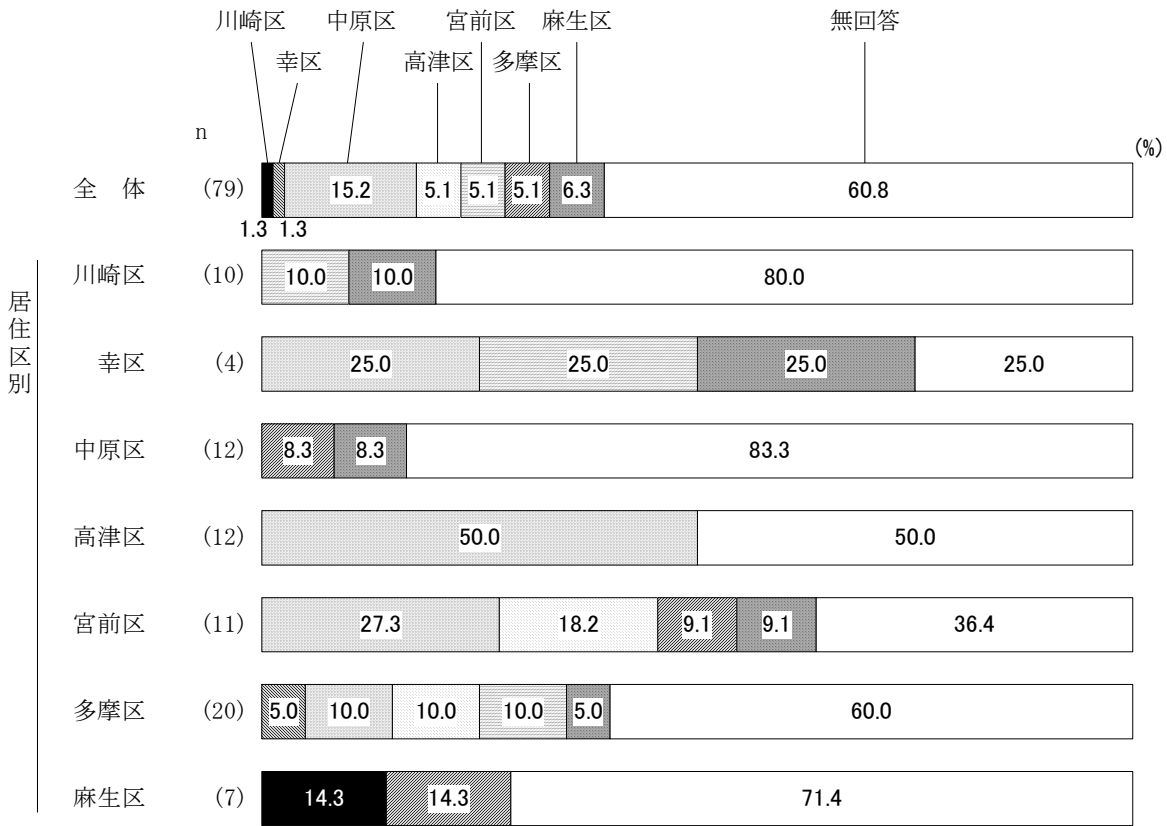 川崎区 中原区 宮前区 麻生区 無回答
幸区 高津区 多摩区
n
(%)
全 体 (79) 15.2 5.1 5.1 5.1 6.3 60.8
1.3 1.3
居住区別
川崎区 (10) 10.0 10.0 80.0
幸区 (4) 25.0 25.0 25.0 25.0
中原区 (12) 8.3 8.3 83.3
高津区 (12) 50.0 50.0
宮前区 (11) 27.3 18.2 9.1 9.1 36.4
多摩区 (20) 5.0 10.0 10.0 10.0 5.0 60.0
麻生区 (7) 14.3 14.3 71.4